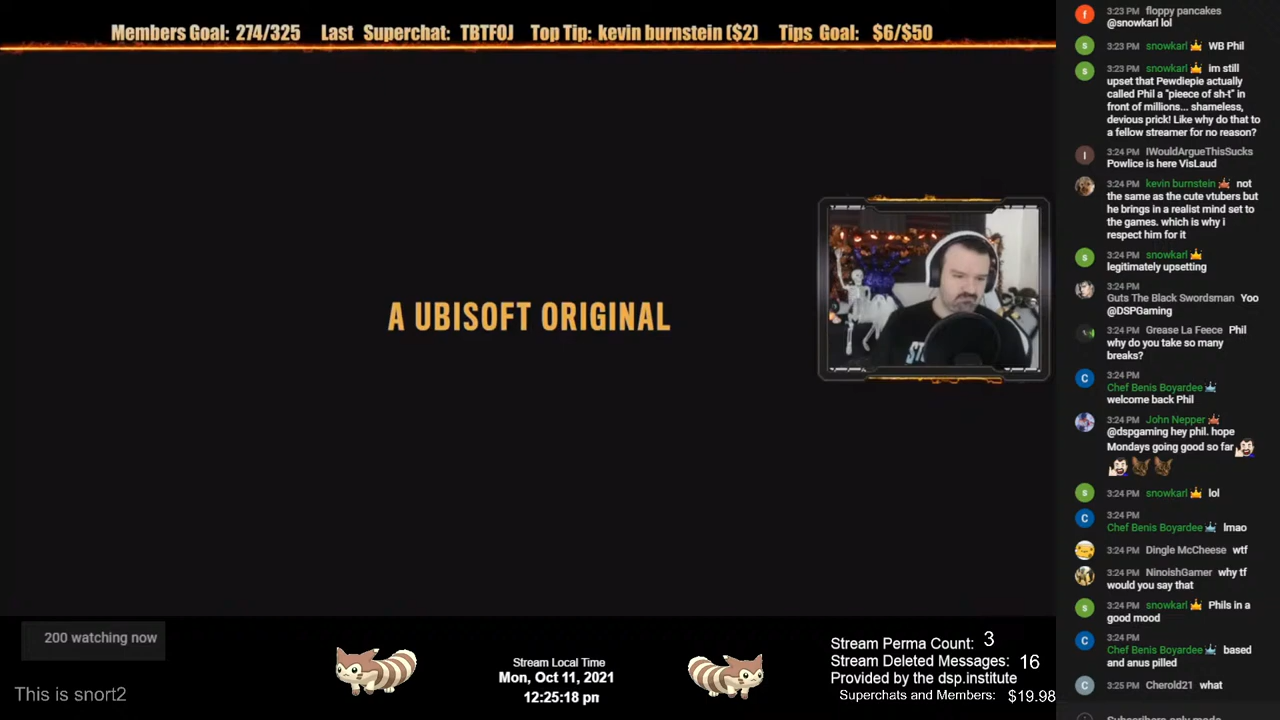 Members Goal: 274/325 Last Superchat: TBTFOJ Top Tip: kevin burnstein ($2) Tips Goal: $6/$50
A UBISOFT ORIGINAL
200 watching now
This is snort2
Stream Local Time
Mon, Oct 11, 2021
12:25:18 pm
Stream Perma Count: 3
Stream Deleted Messages: 16
Provided by the dsp.institute
Superchats and Members: $19.98
f
3:23 PM floppy pancakes
@snowkarl lol
s
3:23 PM snowkarl WB Phil
s
3:23 PM snowkarl im still
upset that Pewdiepie actually
called Phil a "pieece of sh-t" in
front of millions... shameless,
devious prick! Like why do that to
a fellow streamer for no reason?
I
3:24 PM IWouldArgueThisSucks
Powlice is here VisLaud
3:24 PM kevin burnstein not
the same as the cute vtubers but
he brings in a realist mind set to
the games. which is why i
respect him for it
s
3:24 PM snowkarl
legitimately upsetting
3:24 PM
Guts The Black Swordsman Yoo
@DSPGaming
3:24 PM Grease La Feece Phil
why do you take so many
breaks?
C
3:24 PM
Chef Benis Boyardee
welcome back Phil
3:24 PM John Nepper
@dspgaming hey phil. hope
Mondays going good so far
s
3:24 PM snowkarl lol
C
3:24 PM
Chef Benis Boyardee lmao
3:24 PM Dingle McCheese wtf
3:24 PM NinoishGamer why tf
would you say that
s
3:24 PM snowkarl Phils in a
good mood
C
3:24 PM
Chef Benis Boyardee based
and anus pilled
C
3:25 PM Cherold21 what